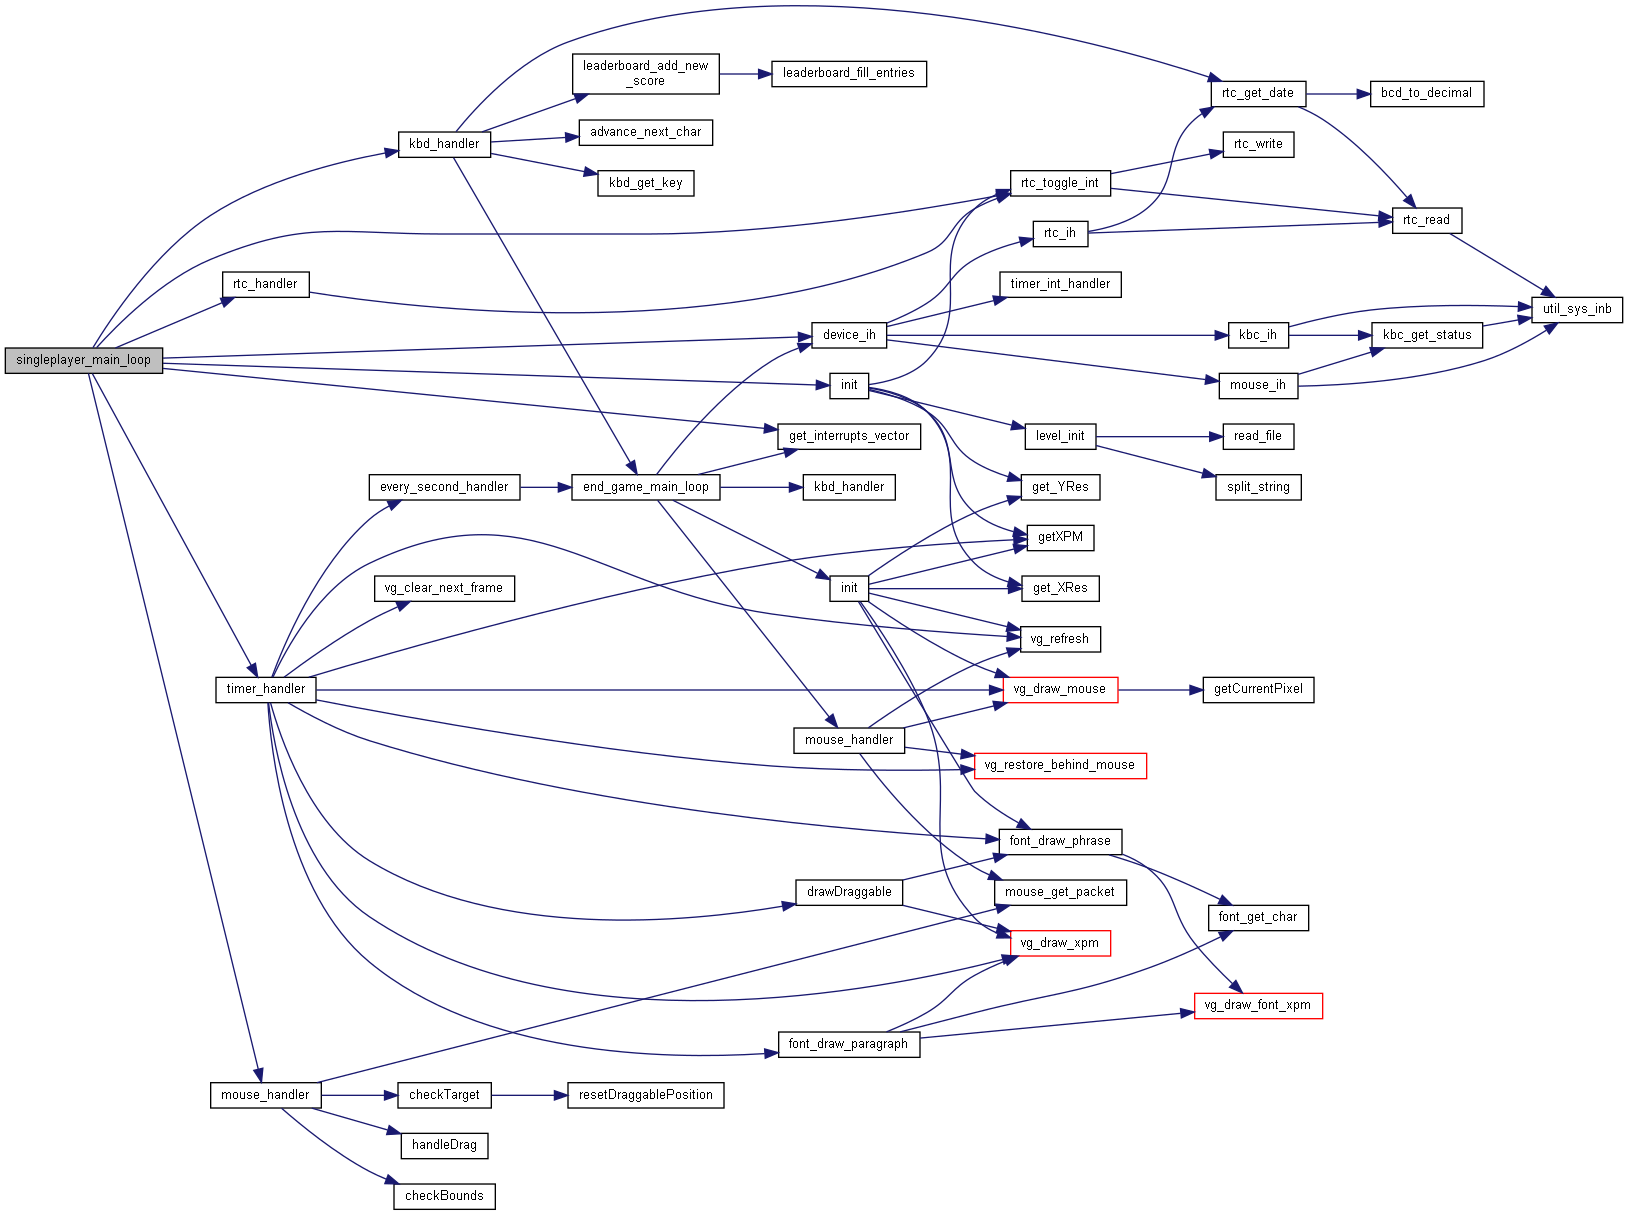 leaderboard_add_new
_score
leaderboard_fill_entries
rtc_get_date
bcd_to_decimal
kbd_handler
advance_next_char
rtc_write
kbd_get_key
rtc_toggle_int
rtc_read
rtc_ih
rtc_handler
timer_int_handler
util_sys_inb
device_ih
kbc_ih
kbc_get_status
singleplayer_main_loop
init
mouse_ih
get_interrupts_vector
level_init
read_file
every_second_handler
end_game_main_loop
kbd_handler
get_YRes
split_string
getXPM
vg_clear_next_frame
init
get_XRes
vg_refresh
timer_handler
vg_draw_mouse
getCurrentPixel
mouse_handler
vg_restore_behind_mouse
font_draw_phrase
drawDraggable
mouse_get_packet
font_get_char
vg_draw_xpm
vg_draw_font_xpm
font_draw_paragraph
mouse_handler
checkTarget
resetDraggablePosition
handleDrag
checkBounds